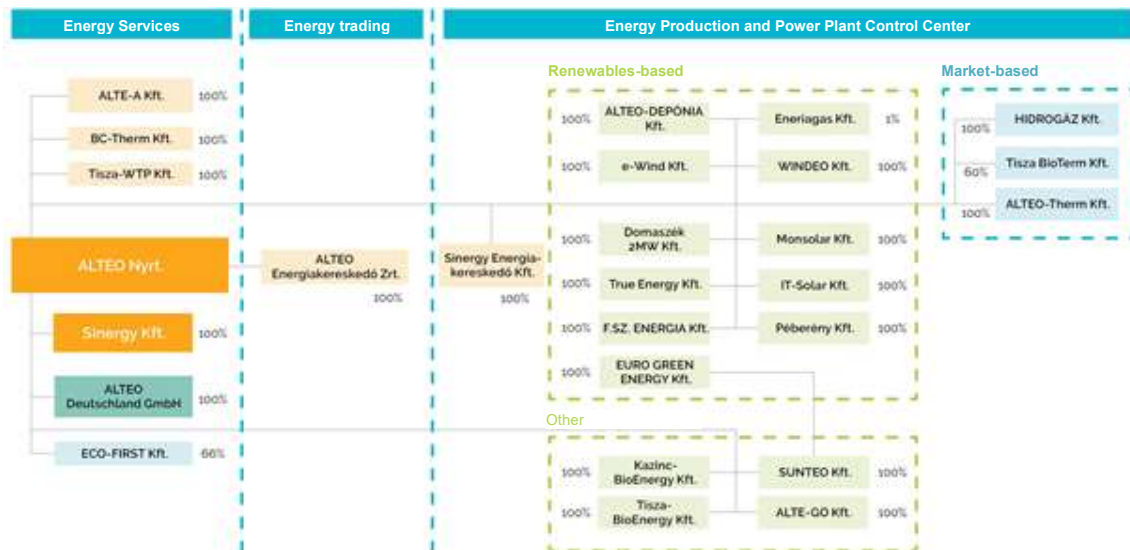 Energy Services
Energy trading
Energy Production and Power Plant Control Center
Renewables-based
Market-based
ALTE-A Kft.
100%
BC-Therm Kft.
100%
Tisza-WTP Kft.
100%
ALTEO Nyrt.
Sinergy Kft.
100%
ALTEO
Deutschland GmbH
100%
ECO-FIRST Kft.
66%
ALTEO
Energiakereskedő Zrt.
100%
Sinergy Energia-
kereskedő Kft.
100%
100%
ALTEO-DEPÓNIA
Kft.
Eneriagas Kft.
1%
100%
e-Wind Kft.
WINDEO Kft.
100%
100%
Domaszék
2MW Kft.
Monsolar Kft.
100%
100%
True Energy Kft.
IT-Solar Kft.
100%
100%
F.SZ. ENERGIA Kft.
Péberény Kft.
100%
100%
EURO GREEN
ENERGY Kft.
Other
100%
Kazinc-
BioEnergy Kft.
SUNTEO Kft.
100%
100%
Tisza-
BioEnergy Kft.
ALTE-GO Kft.
100%
100%
HIDROGÁZ Kft.
60%
Tisza BioTerm Kft.
100%
ALTEO-Therm Kft.